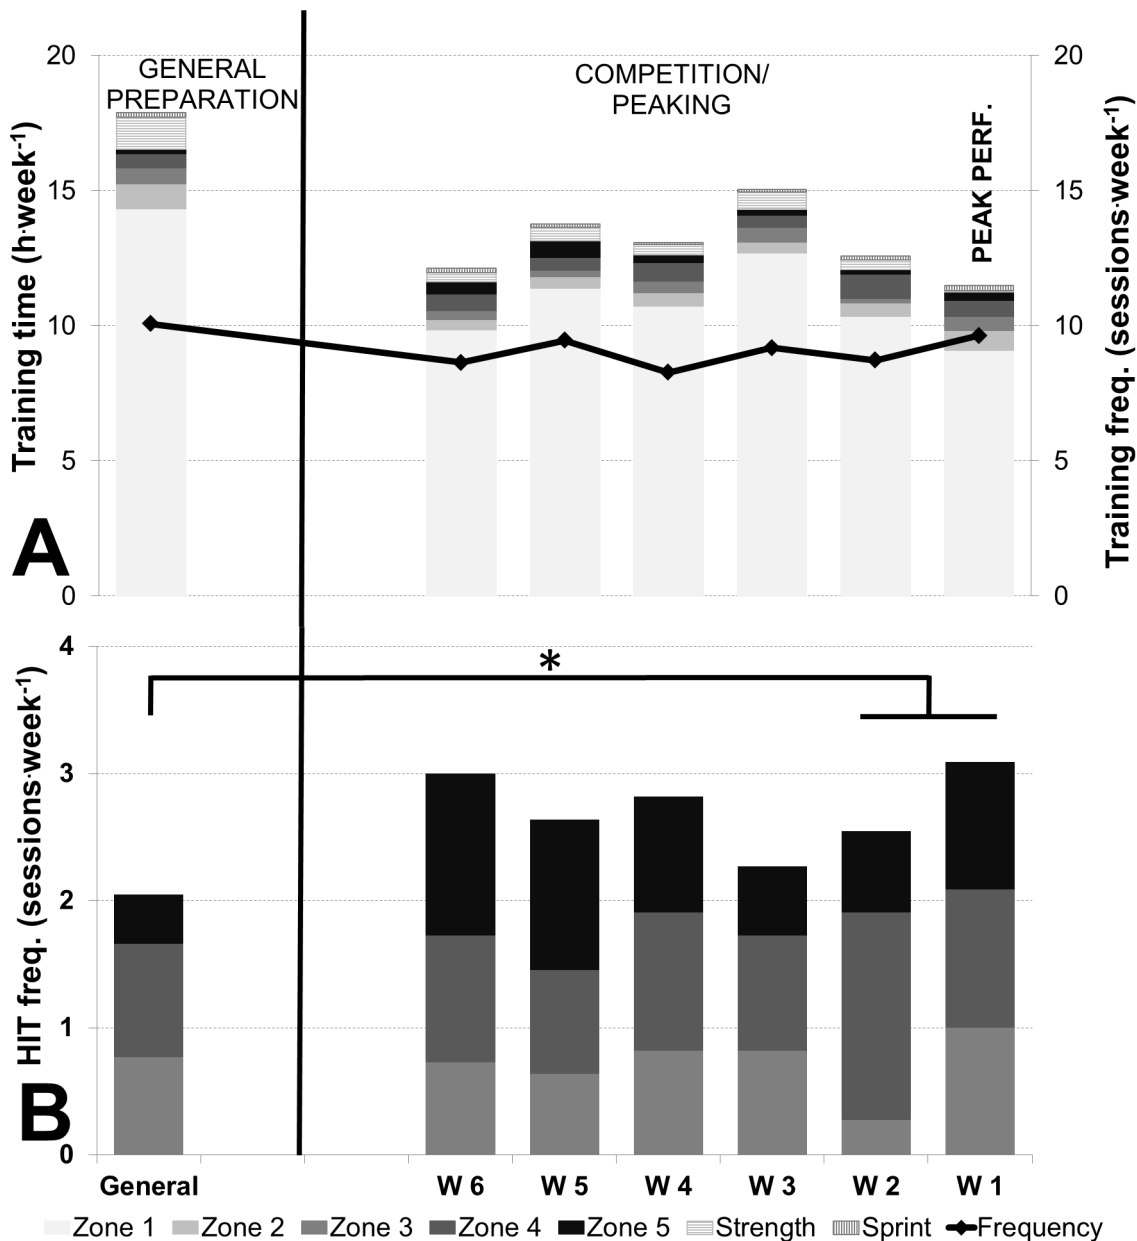 20
15
10
5
0
Training time (h·week⁻¹)
GENERAL
PREPARATION
COMPETITION/
PEAKING
PEAK PERF.
20
15
10
5
0
Training freq. (sessions·week⁻¹)
A
4
3
2
1
0
HIT freq. (sessions·week⁻¹)
*
B
General W 6 W 5 W 4 W 3 W 2 W 1
Zone 1 Zone 2 Zone 3 Zone 4 Zone 5 Strength Sprint Frequency